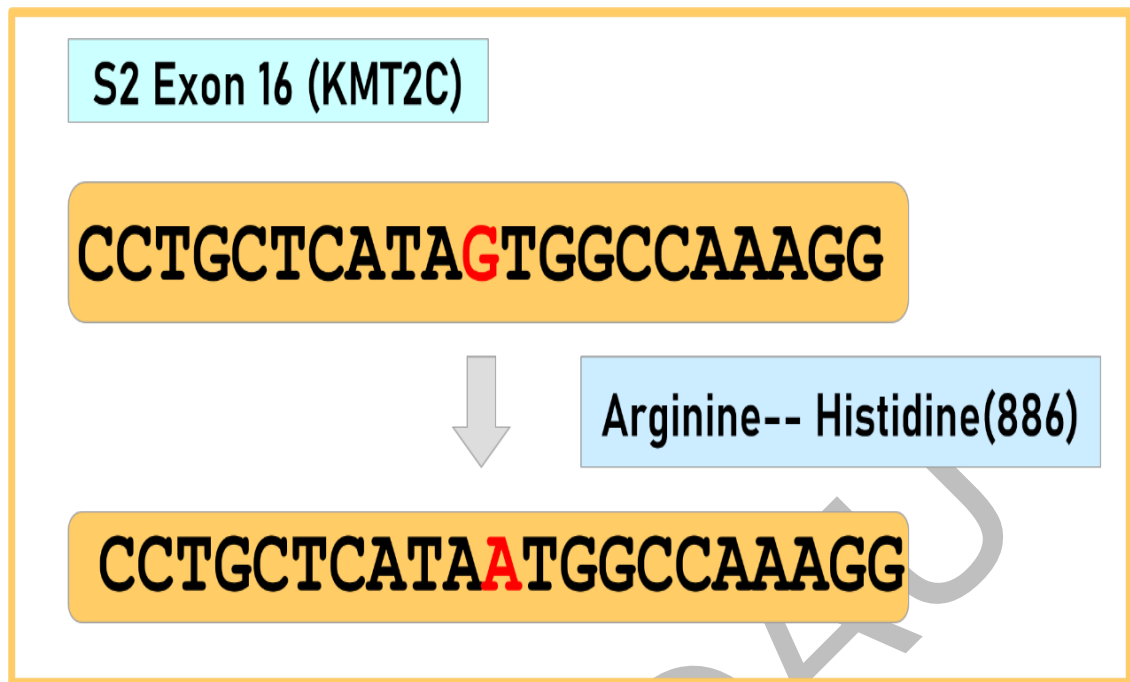 S2 Exon 16 (KMT2C)
CCTGCTCATAGTGGCCAAAGG
Arginine-- Histidine(886)
CCTGCTCATAATGGCCAAAGG